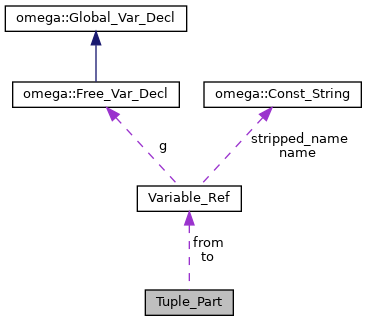 omega::Global_Var_Decl
omega::Free_Var_Decl
omega::Const_String
g
stripped_name
name
Variable_Ref
from
to
Tuple_Part